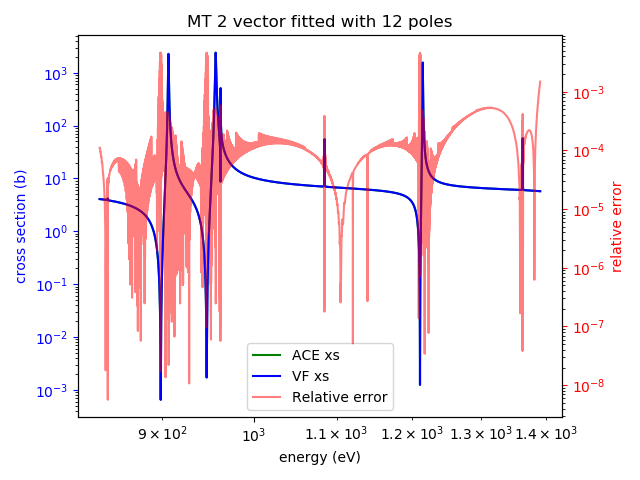 MT 2 vector fitted with 12 poles
cross section (b)
10³
10²
10¹
10⁰
10⁻¹
10⁻²
10⁻³
relative error
10⁻³
10⁻⁴
10⁻⁵
10⁻⁶
10⁻⁷
10⁻⁸
ACE xs
VF xs
Relative error
9 × 10² 10³ 1.1 × 10³ 1.2 × 10³ 1.3 × 10³ 1.4 × 10³
energy (eV)